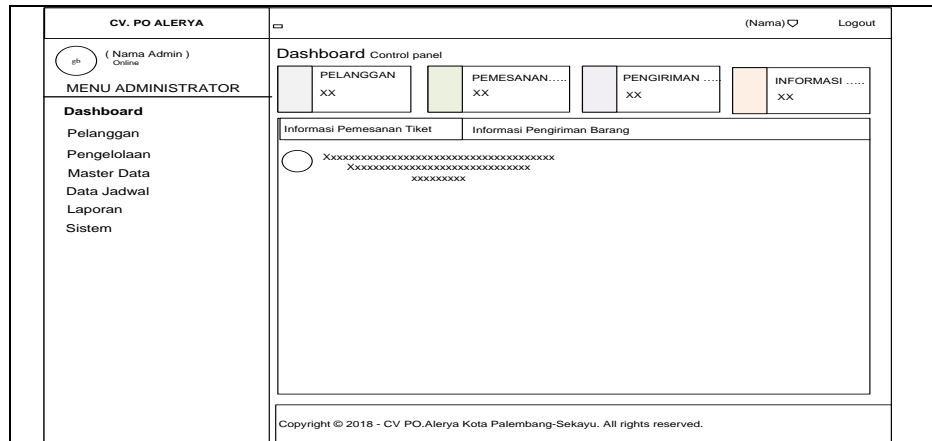 CV. PO ALERYA
(Nama) Logout
gb
( Nama Admin )
Online
MENU ADMINISTRATOR
Dashboard
Pelanggan
Pengelolaan
Master Data
Data Jadwal
Laporan
Sistem
Dashboard Control panel
PELANGGAN
XX
PEMESANAN.....
XX
PENGIRIMAN .....
XX
INFORMASI .....
XX
Informasi Pemesanan Tiket
Informasi Pengiriman Barang
Xxxxxxxxxxxxxxxxxxxxxxxxxxxxxxxxxxxxxx
Xxxxxxxxxxxxxxxxxxxxxxxxxxxxxx
xxxxxxxxx
Copyright © 2018 - CV PO.Alerya Kota Palembang-Sekayu. All rights reserved.